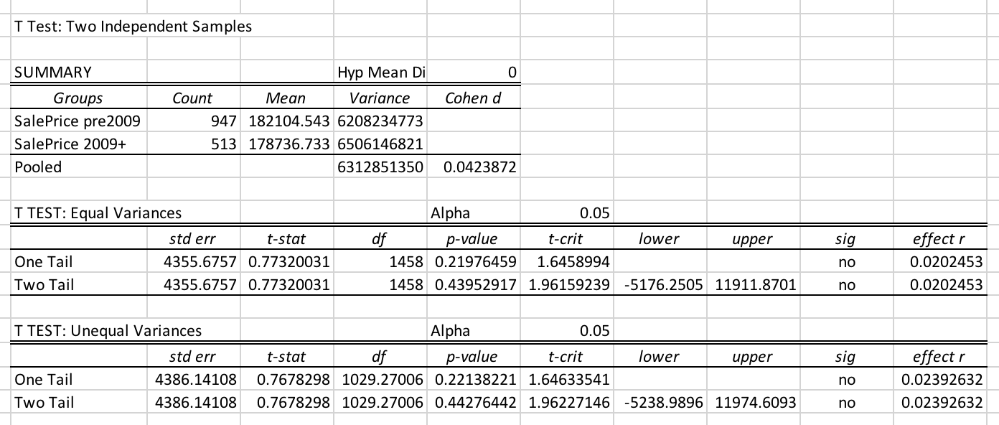 T Test: Two Independent Samples
SUMMARY Hyp Mean Di 0
Groups Count Mean Variance Cohen d
SalePrice pre2009 947 182104.543 6208234773
SalePrice 2009+ 513 178736.733 6506146821
Pooled 6312851350 0.0423872
T TEST: Equal Variances Alpha 0.05
std err t-stat df p-value t-crit lower upper sig effect r
One Tail 4355.6757 0.77320031 1458 0.21976459 1.6458994 no 0.0202453
Two Tail 4355.6757 0.77320031 1458 0.43952917 1.96159239 -5176.2505 11911.8701 no 0.0202453
T TEST: Unequal Variances Alpha 0.05
std err t-stat df p-value t-crit lower upper sig effect r
One Tail 4386.14108 0.7678298 1029.27006 0.22138221 1.64633541 no 0.02392632
Two Tail 4386.14108 0.7678298 1029.27006 0.44276442 1.96227146 -5238.9896 11974.6093 no 0.02392632